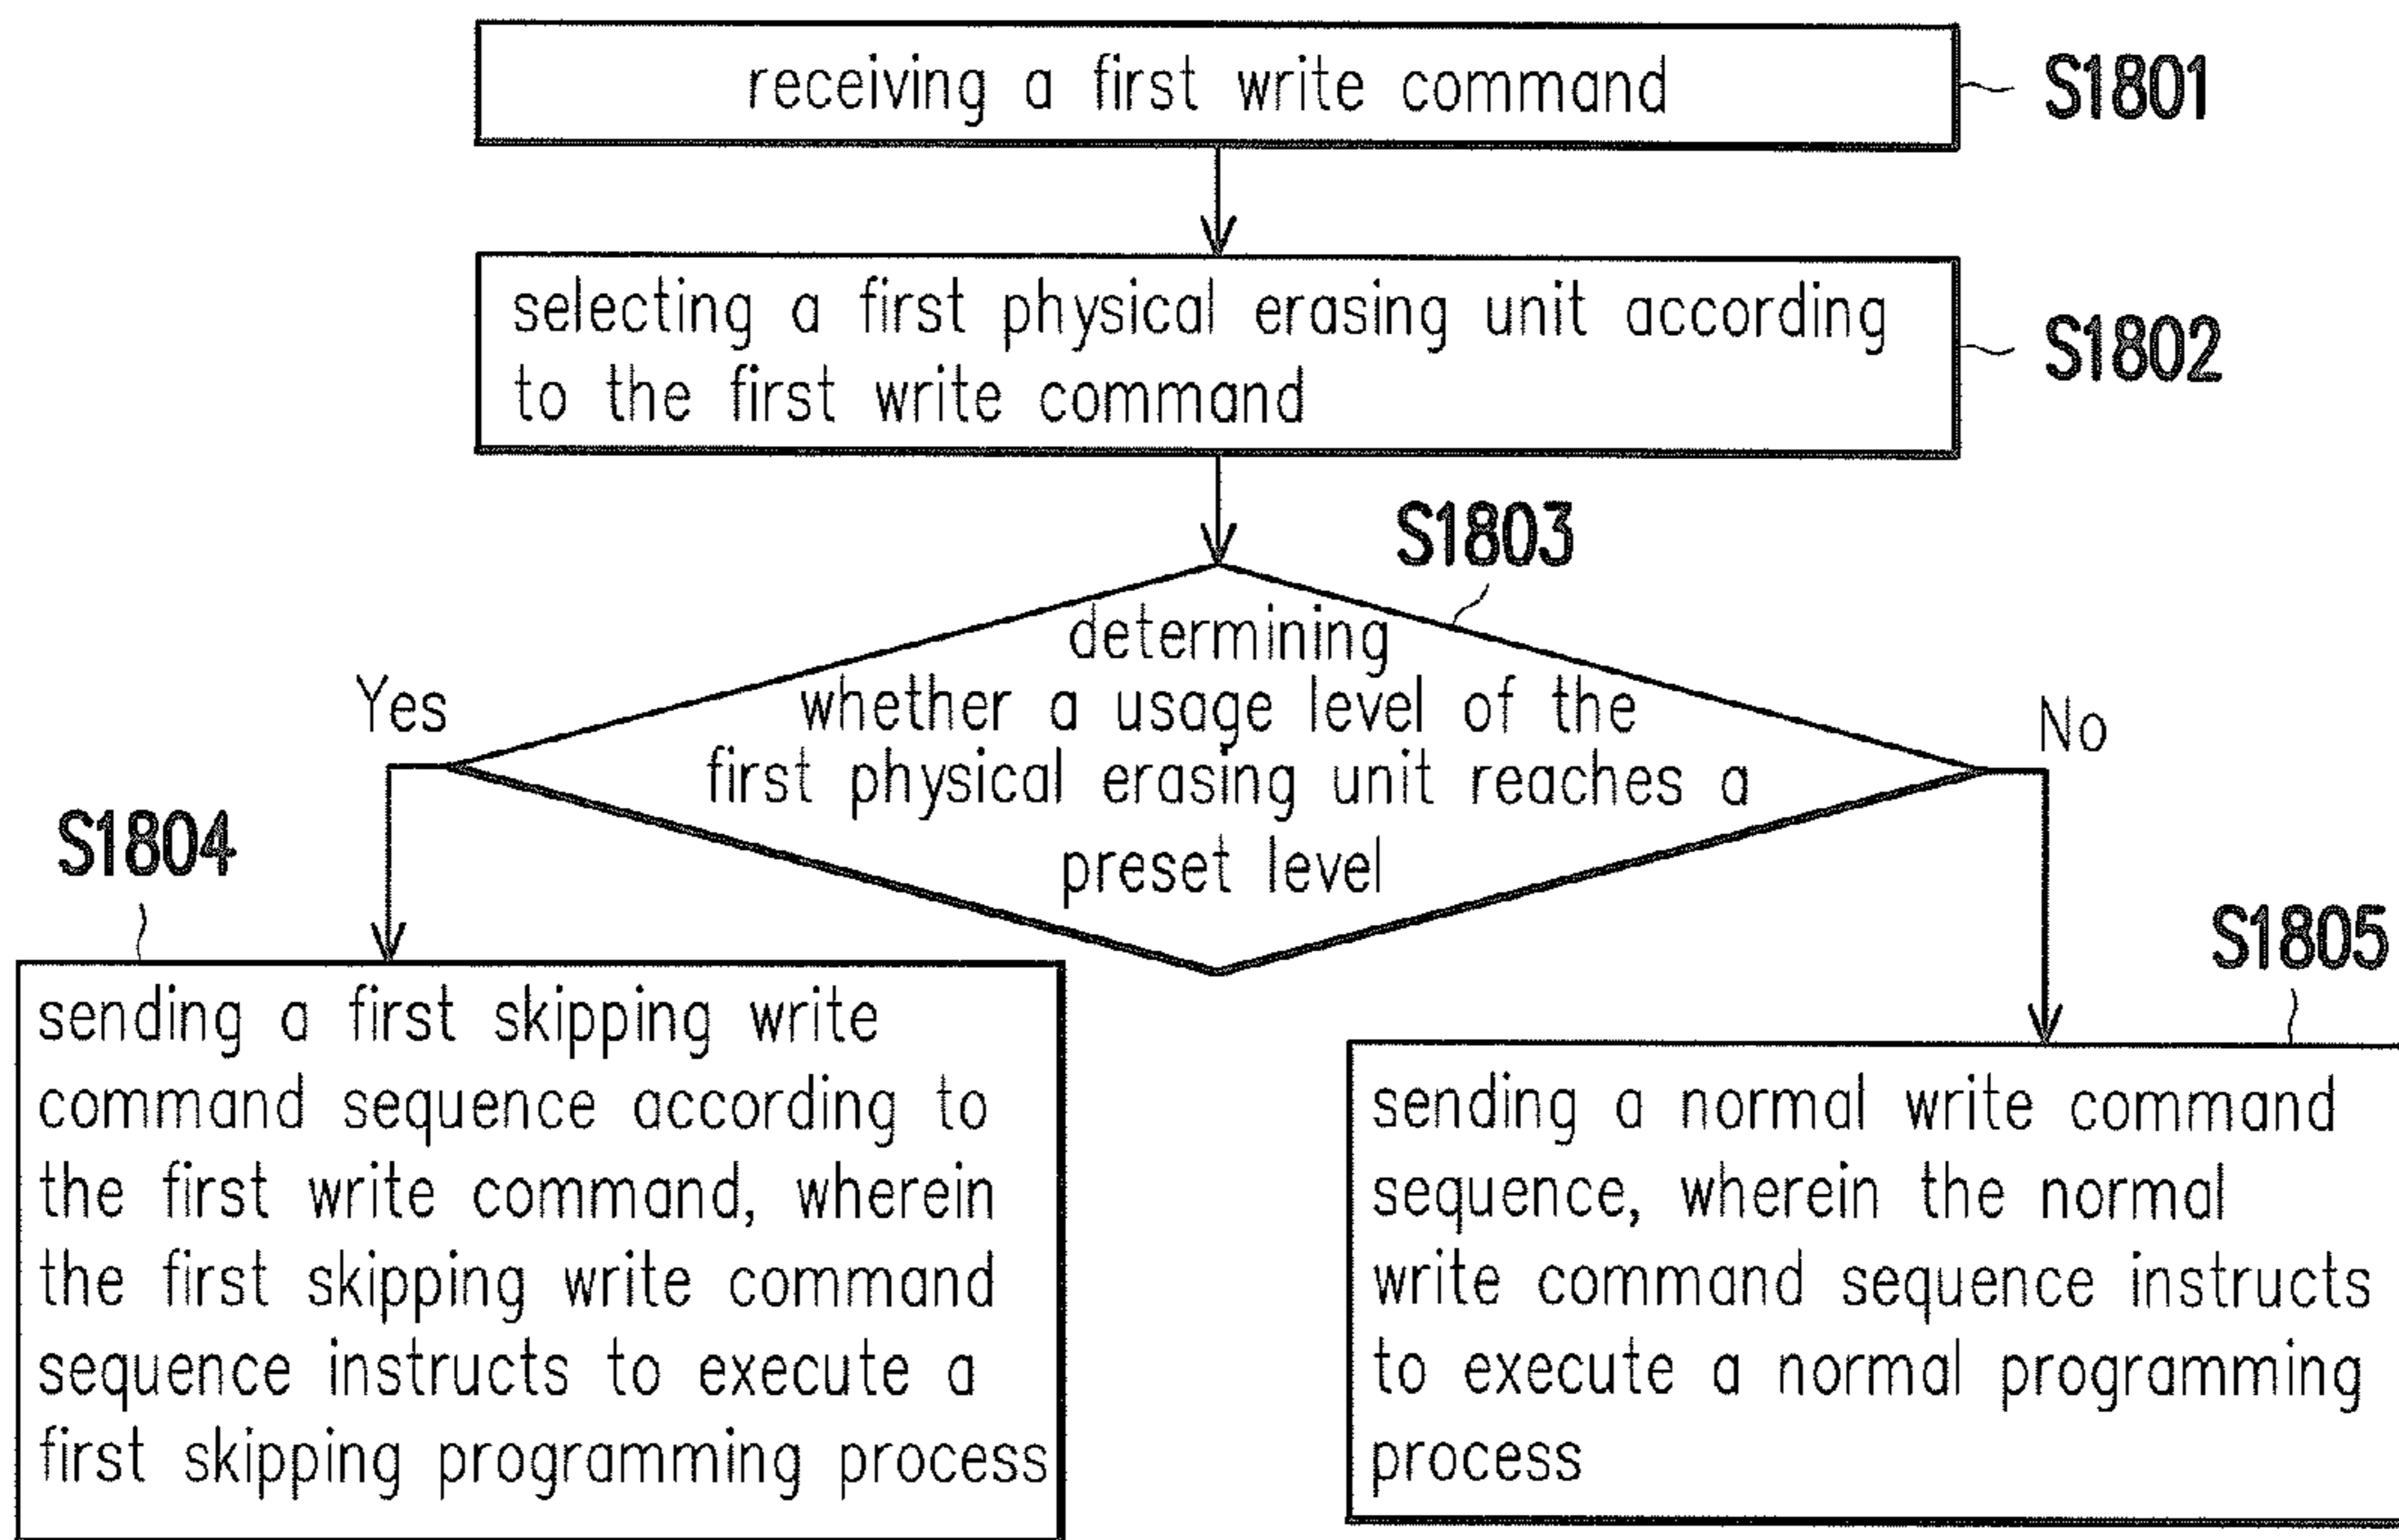 receiving a first write command
S1801
selecting a first physical erasing unit according
to the first write command
S1802
S1803
determining
whether a usage level of the
first physical erasing unit reaches a
preset level
Yes
No
S1804
sending a first skipping write
command sequence according to
the first write command, wherein
the first skipping write command
sequence instructs to execute a
first skipping programming process
S1805
sending a normal write command
sequence, wherein the normal
write command sequence instructs
to execute a normal programming
process